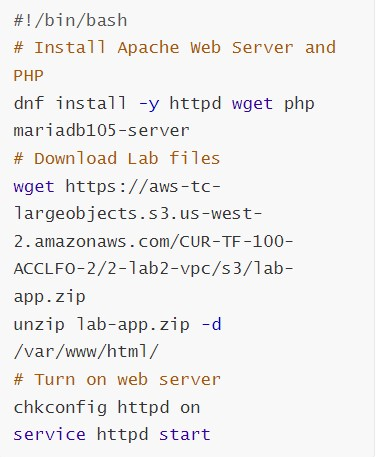 #!/bin/bash
# Install Apache Web Server and
PHP
dnf install -y httpd wget php
mariadb105-server
# Download Lab files
wget https://aws-tc-
largeobjects.s3.us-west-
2.amazonaws.com/CUR-TF-100-
ACCLFO-2/2-lab2-vpc/s3/lab-
app.zip
unzip lab-app.zip -d
/var/www/html/
# Turn on web server
chkconfig httpd on
service httpd start